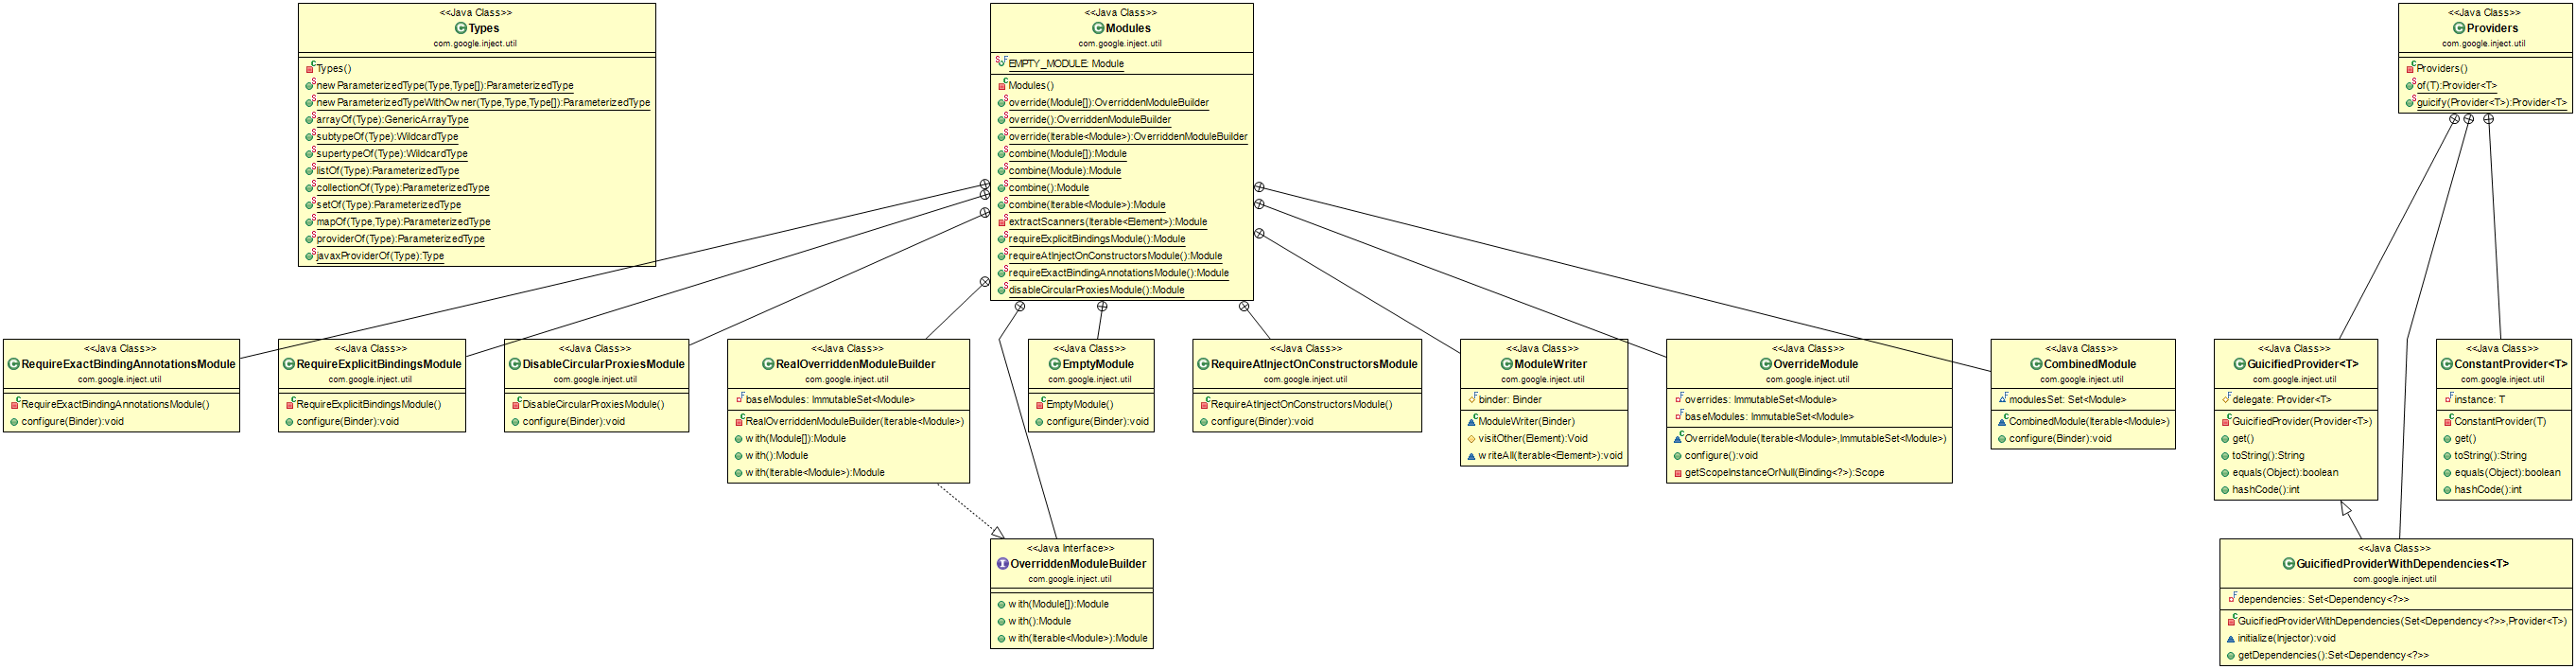 <<Java Class>>
Types
com.google.inject.util
Types()
newParameterizedType(Type,Type[]):ParameterizedType
newParameterizedTypeWithOwner(Type,Type,Type[]):ParameterizedType
arrayOf(Type):GenericArrayType
subtypeOf(Type):WildcardType
supertypeOf(Type):WildcardType
listOf(Type):ParameterizedType
collectionOf(Type):ParameterizedType
setOf(Type):ParameterizedType
mapOf(Type,Type):ParameterizedType
providerOf(Type):ParameterizedType
javaxProviderOf(Type):Type
<<Java Class>>
Modules
com.google.inject.util
EMPTY_MODULE: Module
Modules()
override(Module[]):OverriddenModuleBuilder
override():OverriddenModuleBuilder
override(Iterable<Module>):OverriddenModuleBuilder
combine(Module[]):Module
combine(Module):Module
combine():Module
combine(Iterable<Module>):Module
extractScanners(Iterable<Element>):Module
requireExplicitBindingsModule():Module
requireAtInjectOnConstructorsModule():Module
requireExactBindingAnnotationsModule():Module
disableCircularProxiesModule():Module
<<Java Class>>
Providers
com.google.inject.util
Providers()
of(T):Provider<T>
guicify(Provider<T>):Provider<T>
<<Java Class>>
RequireExactBindingAnnotationsModule
com.google.inject.util
RequireExactBindingAnnotationsModule()
configure(Binder):void
<<Java Class>>
RequireExplicitBindingsModule
com.google.inject.util
RequireExplicitBindingsModule()
configure(Binder):void
<<Java Class>>
DisableCircularProxiesModule
com.google.inject.util
DisableCircularProxiesModule()
configure(Binder):void
<<Java Class>>
RealOverriddenModuleBuilder
com.google.inject.util
baseModules: ImmutableSet<Module>
RealOverriddenModuleBuilder(Iterable<Module>)
with(Module[]):Module
with():Module
with(Iterable<Module>):Module
<<Java Class>>
EmptyModule
com.google.inject.util
EmptyModule()
configure(Binder):void
<<Java Class>>
RequireAtInjectOnConstructorsModule
com.google.inject.util
RequireAtInjectOnConstructorsModule()
configure(Binder):void
<<Java Class>>
ModuleWriter
com.google.inject.util
binder: Binder
ModuleWriter(Binder)
visitOther(Element):Void
writeAll(Iterable<Element>):void
<<Java Class>>
OverrideModule
com.google.inject.util
overrides: ImmutableSet<Module>
baseModules: ImmutableSet<Module>
OverrideModule(Iterable<Module>,ImmutableSet<Module>)
configure():void
getScopeInstanceOrNull(Binding<?>):Scope
<<Java Class>>
CombinedModule
com.google.inject.util
modulesSet: Set<Module>
CombinedModule(Iterable<Module>)
configure(Binder):void
<<Java Class>>
GuicifiedProvider<T>
com.google.inject.util
delegate: Provider<T>
GuicifiedProvider(Provider<T>)
get()
toString():String
equals(Object):boolean
hashCode():int
<<Java Class>>
ConstantProvider<T>
com.google.inject.util
instance: T
ConstantProvider(T)
get()
toString():String
equals(Object):boolean
hashCode():int
<<Java Interface>>
OverriddenModuleBuilder
com.google.inject.util
with(Module[]):Module
with():Module
with(Iterable<Module>):Module
<<Java Class>>
GuicifiedProviderWithDependencies<T>
com.google.inject.util
dependencies: Set<Dependency<?>>
GuicifiedProviderWithDependencies(Set<Dependency<?>>,Provider<T>)
initialize(Injector):void
getDependencies():Set<Dependency<?>>